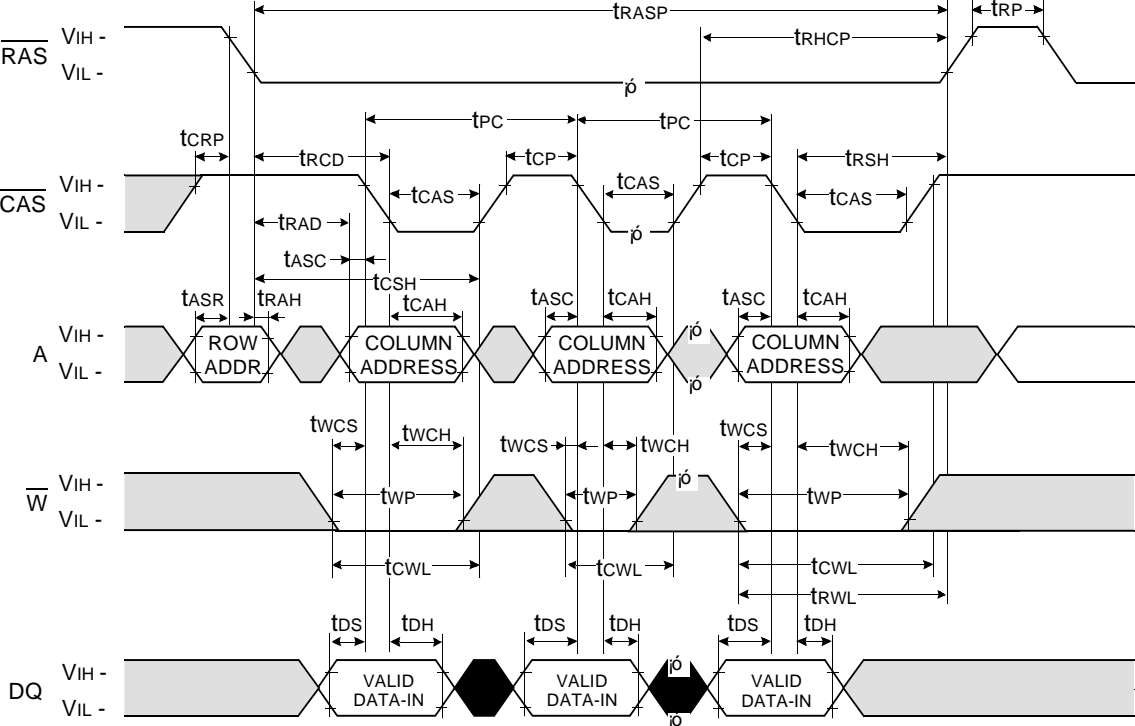 tRASP
tRP
RAS
VIH -
VIL -
tRHCP
¡ó
tCRP
tPC
tPC
tRCD
tCP
tCP
tRSH
CAS
VIH -
VIL -
tCAS
tCAS
tCAS
tRAD
¡ó
tASC
tCSH
tASR
tRAH
tCAH
tASC
tCAH
tASC
tCAH
A
VIH -
VIL -
ROW
ADDR
COLUMN
ADDRESS
COLUMN
ADDRESS
¡ó
¡ó
COLUMN
ADDRESS
tWCS
tWCH
tWCS
tWCH
tWCS
tWCH
W
VIH -
VIL -
tWP
tWP
¡ó
tWP
tCWL
tCWL
tCWL
tRWL
tDS
tDH
tDS
tDH
tDS
tDH
DQ
VIH -
VIL -
VALID
DATA-IN
VALID
DATA-IN
¡ó
¡ó
VALID
DATA-IN